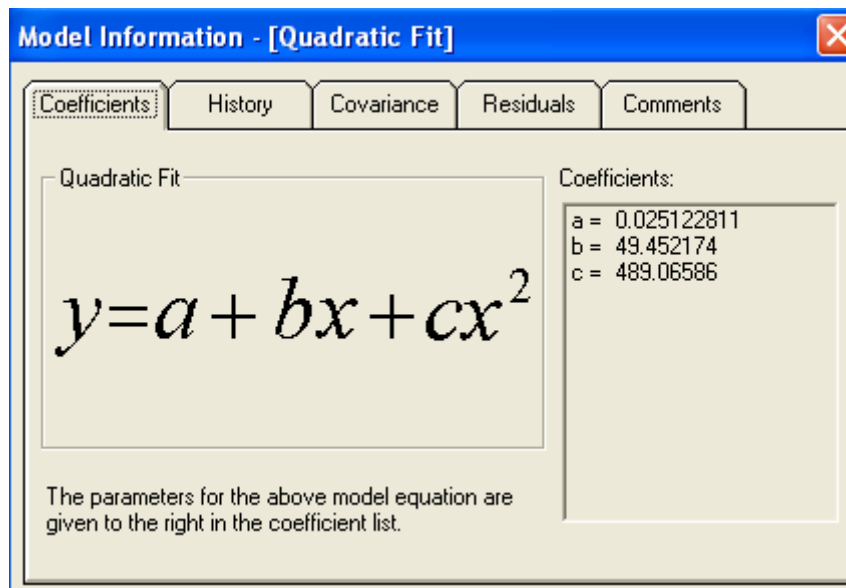 Model Information - [Quadratic Fit]
Coefficients History Covariance Residuals Comments
Quadratic Fit
y=a+bx+cx²
Coefficients:
a = 0.025122811
b = 49.452174
c = 489.06586
The parameters for the above model equation are
given to the right in the coefficient list.